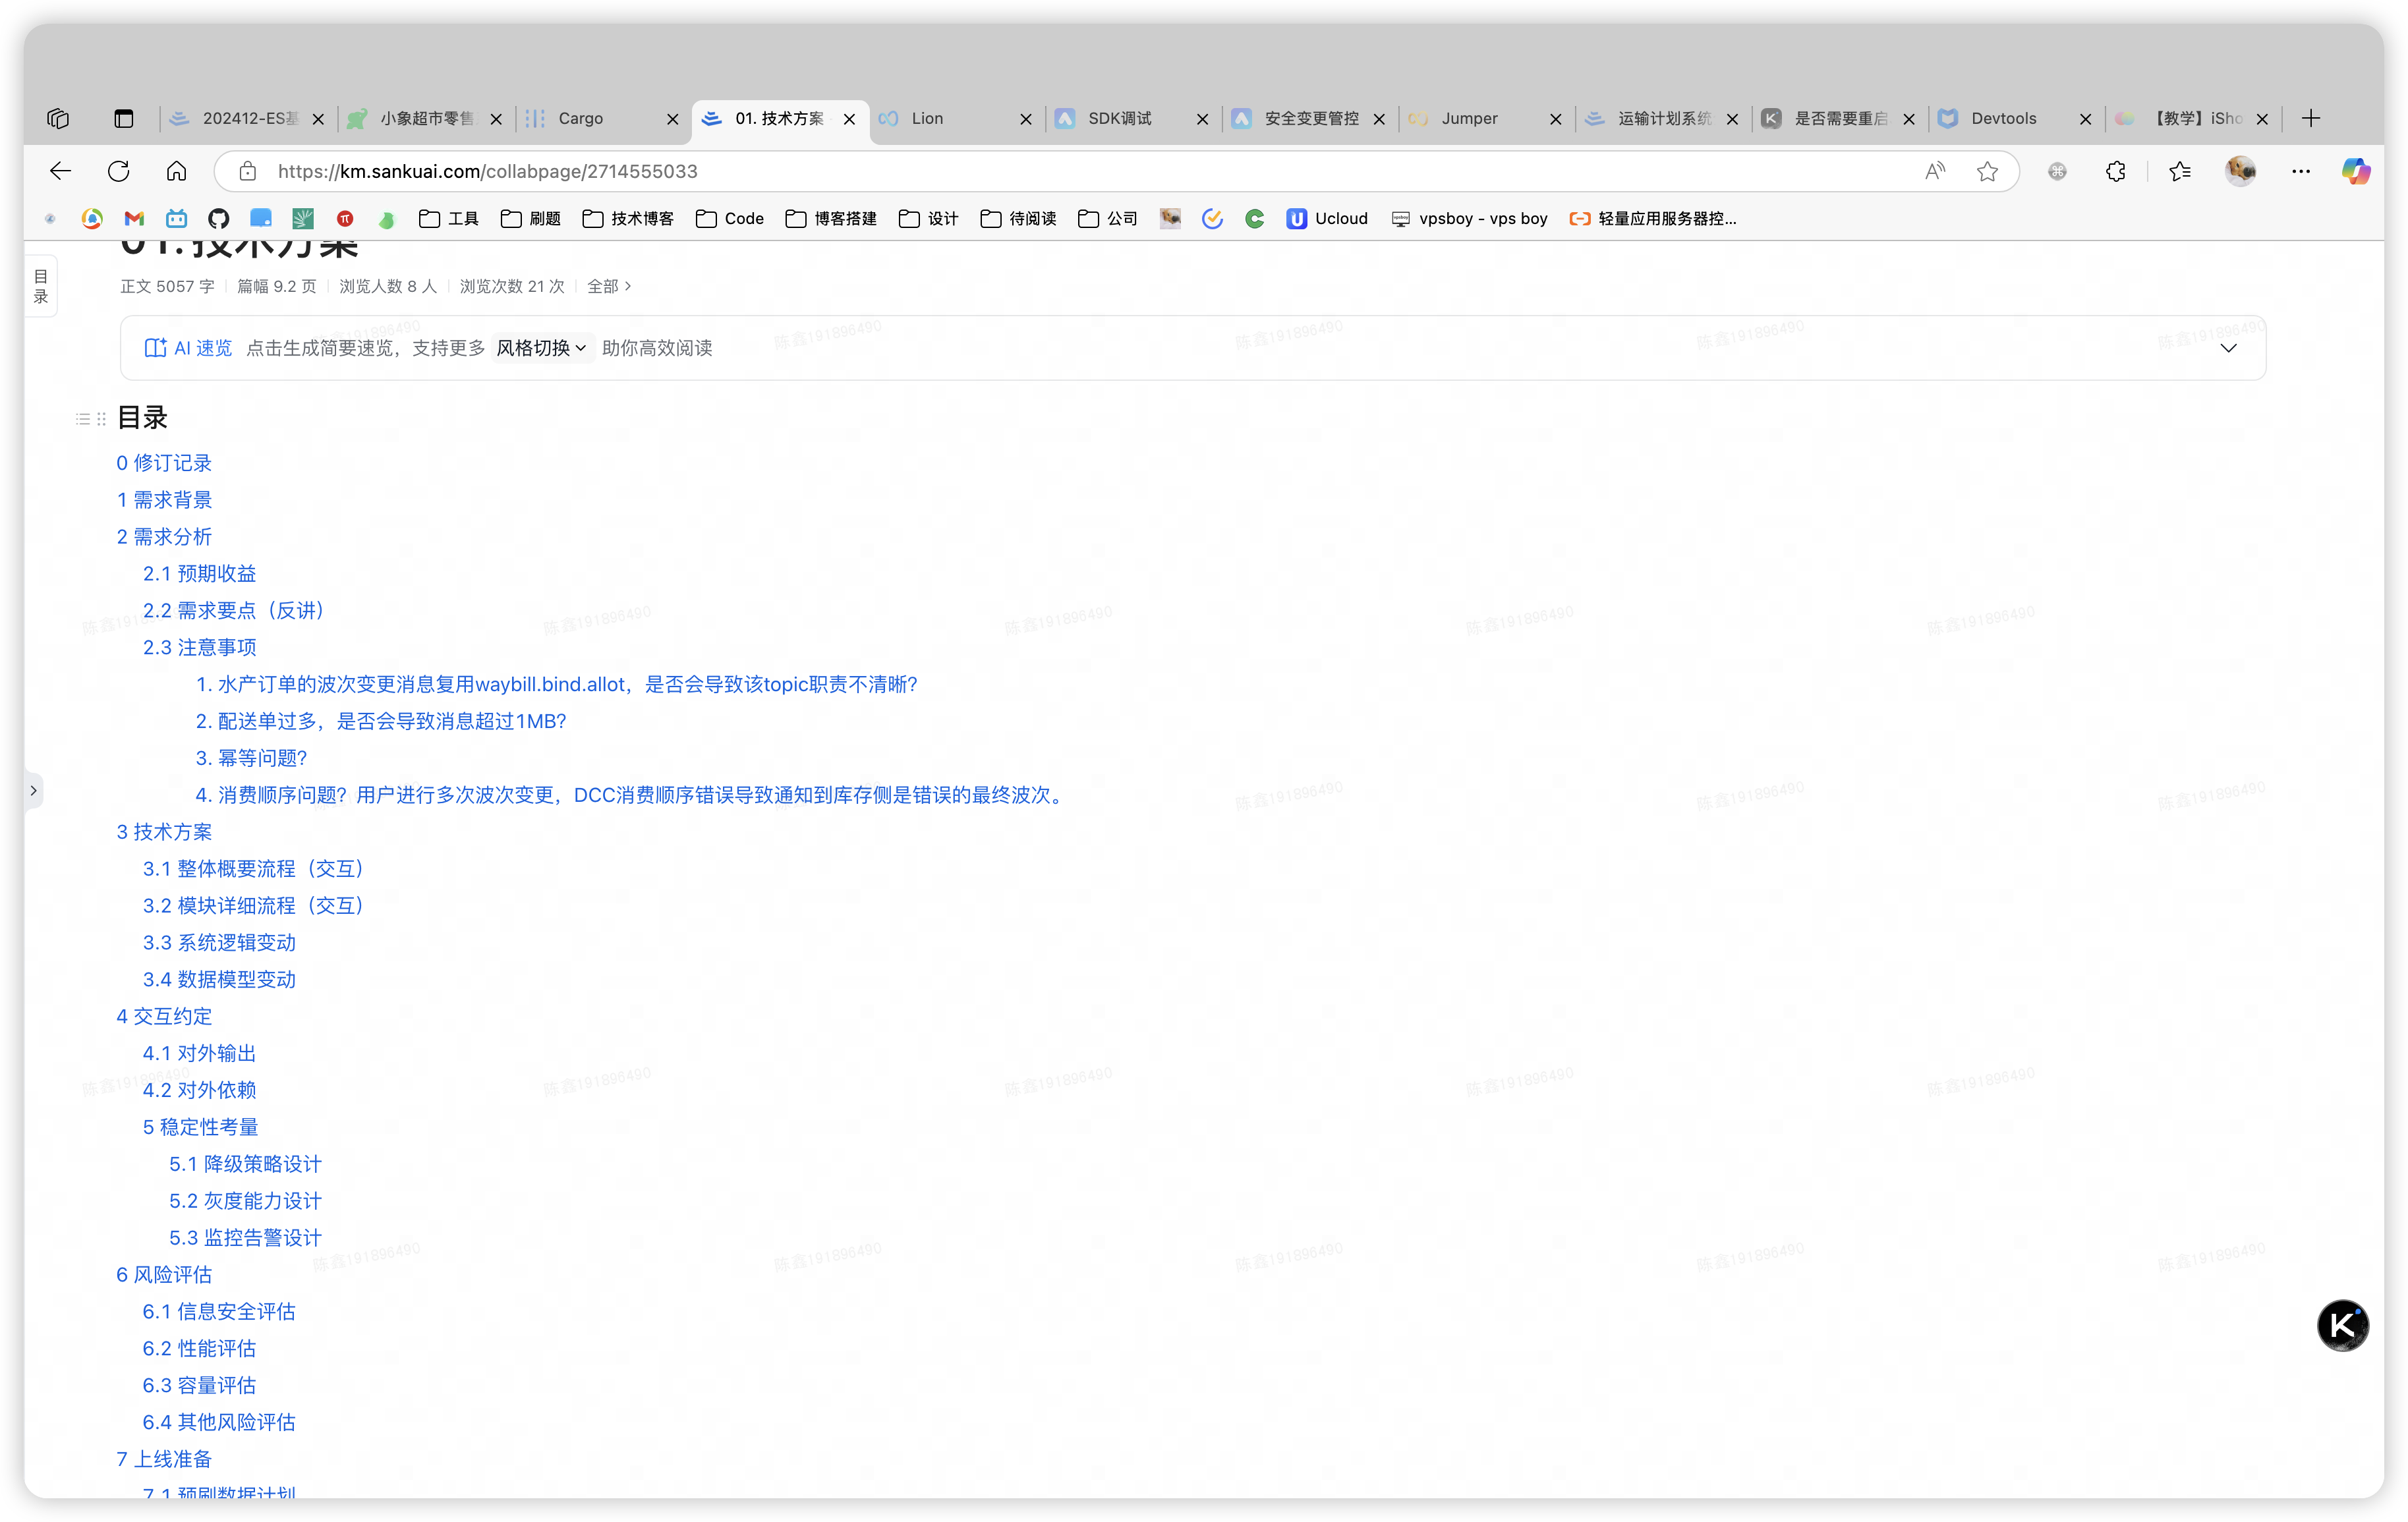 202412-ES基
小象超市零售
Cargo
01. 技术方案
Lion
SDK调试
安全变更管控
Jumper
运输计划系统
是否需要重启
Devtools
【教学】iSho
https://km.sankuai.com/collabpage/2714555033
工具
刷题
技术博客
Code
博客搭建
设计
待阅读
公司
Ucloud
vpsboy - vps boy
轻量应用服务器控...
01. 技术方案
目录
正文 5057 字 篇幅 9.2 页 浏览人数 8 人 浏览次数 21 次 全部
AI 速览 点击生成简要速览，支持更多 风格切换 助你高效阅读
目录
0 修订记录
1 需求背景
2 需求分析
2.1 预期收益
2.2 需求要点（反讲）
2.3 注意事项
1. 水产订单的波次变更消息复用waybill.bind.allot，是否会导致该topic职责不清晰？
2. 配送单过多，是否会导致消息超过1MB？
3. 幂等问题？
4. 消费顺序问题？用户进行多次波次变更，DCC消费顺序错误导致通知到库存侧是错误的最终波次。
3 技术方案
3.1 整体概要流程（交互）
3.2 模块详细流程（交互）
3.3 系统逻辑变动
3.4 数据模型变动
4 交互约定
4.1 对外输出
4.2 对外依赖
5 稳定性考量
5.1 降级策略设计
5.2 灰度能力设计
5.3 监控告警设计
6 风险评估
6.1 信息安全评估
6.2 性能评估
6.3 容量评估
6.4 其他风险评估
7 上线准备
7.1 预刷数据计划
陈鑫191896490